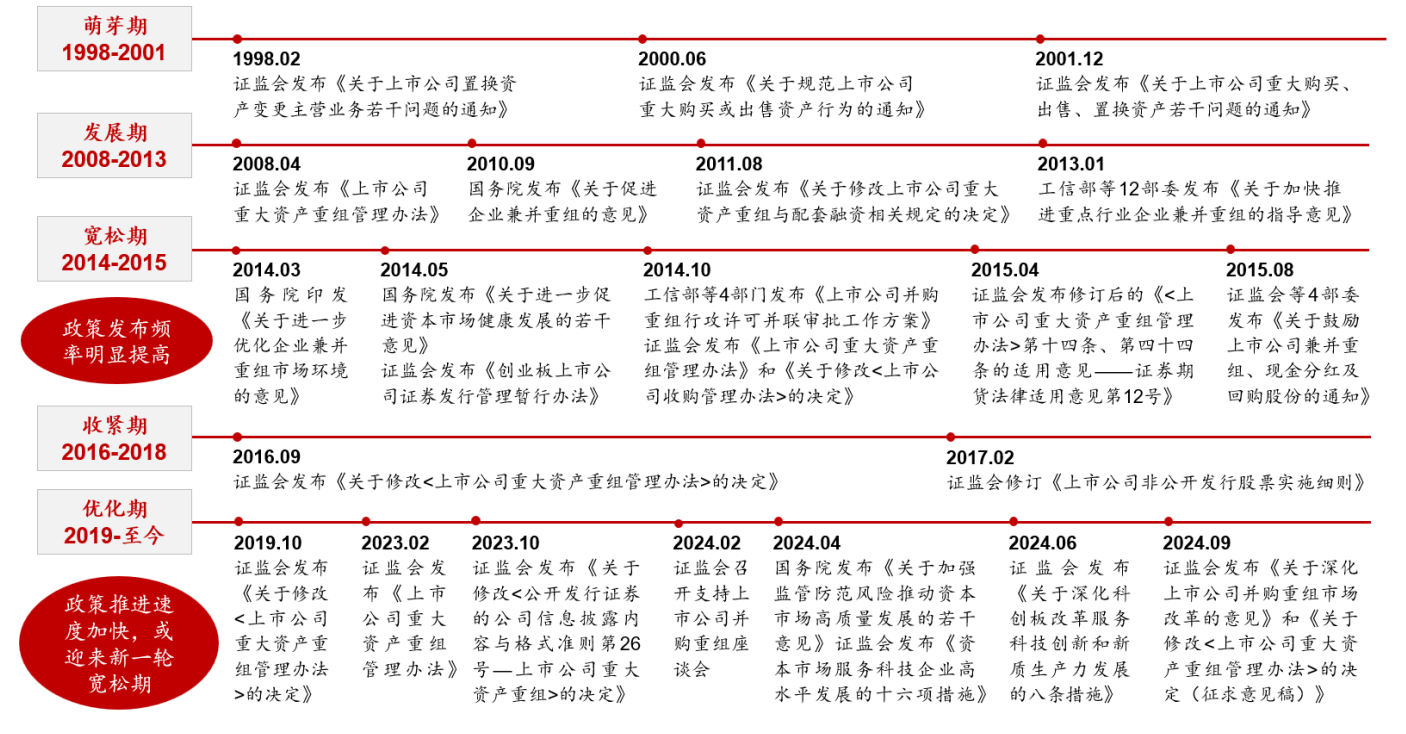 萌芽期
1998-2001
1998.02
证监会发布《关于上市公司置换资
产变更主营业务若干问题的通知》
2000.06
证监会发布《关于规范上市公司
重大购买或出售资产行为的通知》
2001.12
证监会发布《关于上市公司重大购买、
出售、置换资产若干问题的通知》
发展期
2008-2013
2008.04
证监会发布《上市公司
重大资产重组管理办法》
2010.09
国务院发布《关于促进
企业兼并重组的意见》
2011.08
证监会发布《关于修改上市公司重大
资产重组与配套融资相关规定的决定》
2013.01
工信部等12部委发布《关于加快推
进重点行业企业兼并重组的指导意见》
宽松期
2014-2015
政策发布频
率明显提高
2014.03
国务院印发
《关于进一步
优化企业兼并
重组市场环境
的意见》
2014.05
国务院发布《关于进一步促
进资本市场健康发展的若干
意见》
证监会发布《创业板上市公
司证券发行管理暂行办法》
2014.10
工信部等4部门发布《上市公司并购
重组行政许可并联审批工作方案》
证监会发布《上市公司重大资产重
组管理办法》和《关于修改<上市公
司收购管理办法>的决定》
2015.04
证监会发布修订后的《<上
市公司重大资产重组管理
办法>第十四条、第四十四
条的适用意见——证券期
货法律适用意见第12号》
2015.08
证监会等4部委
发布《关于鼓励
上市公司兼并重
组、现金分红及
回购股份的通知》
收紧期
2016-2018
2016.09
证监会发布《关于修改<上市公司重大资产重组管理办法>的决定》
2017.02
证监会修订《上市公司非公开发行股票实施细则》
优化期
2019-至今
政策推进速
度加快，或
迎来新一轮
宽松期
2019.10
证监会发布
《关于修改
<上市公司
重大资产重
组管理办法
>的决定》
2023.02
证监会发
布《上市
公司重大
资产重组
管理办法》
2023.10
证监会发布《关于
修改<公开发行证券
的公司信息披露内
容与格式准则第26
号—上市公司重大
资产重组>的决定》
2024.02
证监会召
开支持上
市公司并
购重组座
谈会
2024.04
国务院发布《关于加强
监管防范风险推动资本
市场高质量发展的若干
意见》证监会发布《资
本市场服务科技企业高
水平发展的十六项措施》
2024.06
证监会发布
《关于深化科
创板改革服务
科技创新和新
质生产力发展
的八条措施》
2024.09
证监会发布《关于深化
上市公司并购重组市场
改革的意见》和《关于
修改<上市公司重大资
产重组管理办法>的决
定（征求意见稿）》